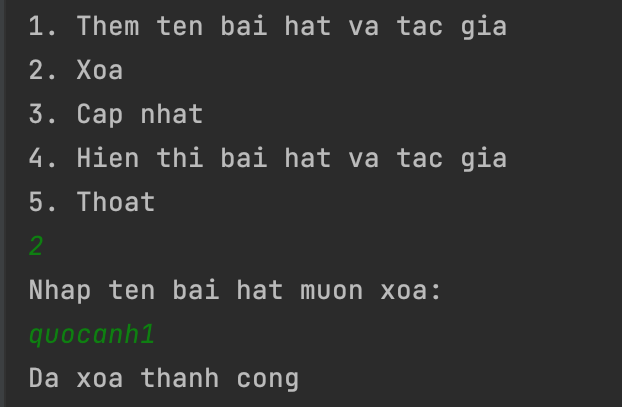 1. Them ten bai hat va tac gia
2. Xoa
3. Cap nhat
4. Hien thi bai hat va tac gia
5. Thoat
2
Nhap ten bai hat muon xoa:
quocanh1
Da xoa thanh cong